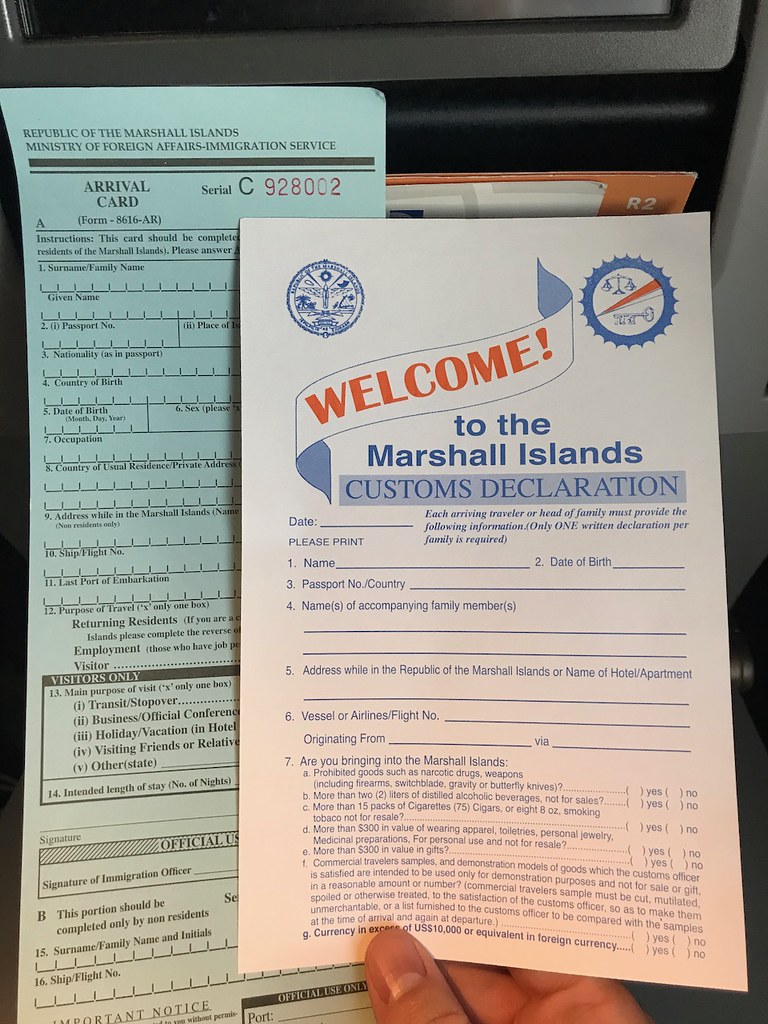 REPUBLIC OF THE MARSHALL ISLANDS
MINISTRY OF FOREIGN AFFAIRS-IMMIGRATION SERVICE
ARRIVAL
CARD
Serial C 928002
(Form - 8616-AR)
A
Instructions: This card should be completed
residents of the Marshall Islands). Please answer
1. Surname/Family Name
Given Name
2. (i) Passport No.
(ii) Place of
3. Nationality (as in passport)
4. Country of Birth
5. Date of Birth
(Month, Day, Year)
6. Sex (please
7. Occupation
8. Country of Usual Residence/Private Address
9. Address while in the Marshall Islands (Name
(Non residents only)
10. Ship/Flight No.
11. Last Port of Embarkation
12. Purpose of Travel ('x' only one box)
Returning Residents (If you are a
Islands please complete the reverse of
Employment (those who have job
Visitor
VISITORS ONLY
13. Main purpose of visit ('x' only one box)
(i) Transit/Stopover
(ii) Business/Official Conference
(iii) Holiday/Vacation (in Hotel
(iv) Visiting Friends or Relative
(v) Other(state)
14. Intended length of stay (No. of Nights)
Signature
OFFICIAL
Signature of Immigration Officer
B This portion should be
completed only by non residents
15. Surname/Family Name and Initials
16. Ship/Flight No.
IMPORTANT NOTICE
to you without
OFFICIAL USE ONLY
Port:
R2
WELCOME!
to the
Marshall Islands
CUSTOMS DECLARATION
Date:
Each arriving traveler or head of family must provide the
following information.(Only ONE written declaration per
family is required)
PLEASE PRINT
1. Name 2. Date of Birth
3. Passport No./Country
4. Name(s) of accompanying family member(s)
5. Address while in the Republic of the Marshall Islands or Name of Hotel/Apartment
6. Vessel or Airlines/Flight No.
Originating From via
7. Are you bringing into the Marshall Islands:
a. Prohibited goods such as narcotic drugs, weapons
(including firearms, switchblade, gravity or butterfly knives)? ( ) yes ( ) no
b. More than two (2) liters of distilled alcoholic beverages, not for sales? ( ) yes ( ) no
c. More than 15 packs of Cigarettes (75) Cigars, or eight 8 oz, smoking
tobacco not for resale? ( ) yes ( ) no
d. More than $300 in value of wearing apparel, toiletries, personal jewelry,
Medicinal preparations, For personal use and not for resale? ( ) yes ( ) no
e. More than $300 in value in gifts? ( ) yes ( ) no
f. Commercial travelers samples, and demonstration models of goods which the customs officer
is satisfied are intended to be used only for demonstration purposes and not for sale or gift,
in a reasonable amount or number? (commercial travelers sample must be cut, mutilated,
spoiled or otherwise treated, to the satisfaction of the customs officer, so as to make them
unmerchantable, or a list furnished to the customs officer to be compared with the samples
at the time of arrival and again at departure.) ( ) yes ( ) no
g. Currency in excess of US$10,000 or equivalent in foreign currency ( ) yes ( ) no